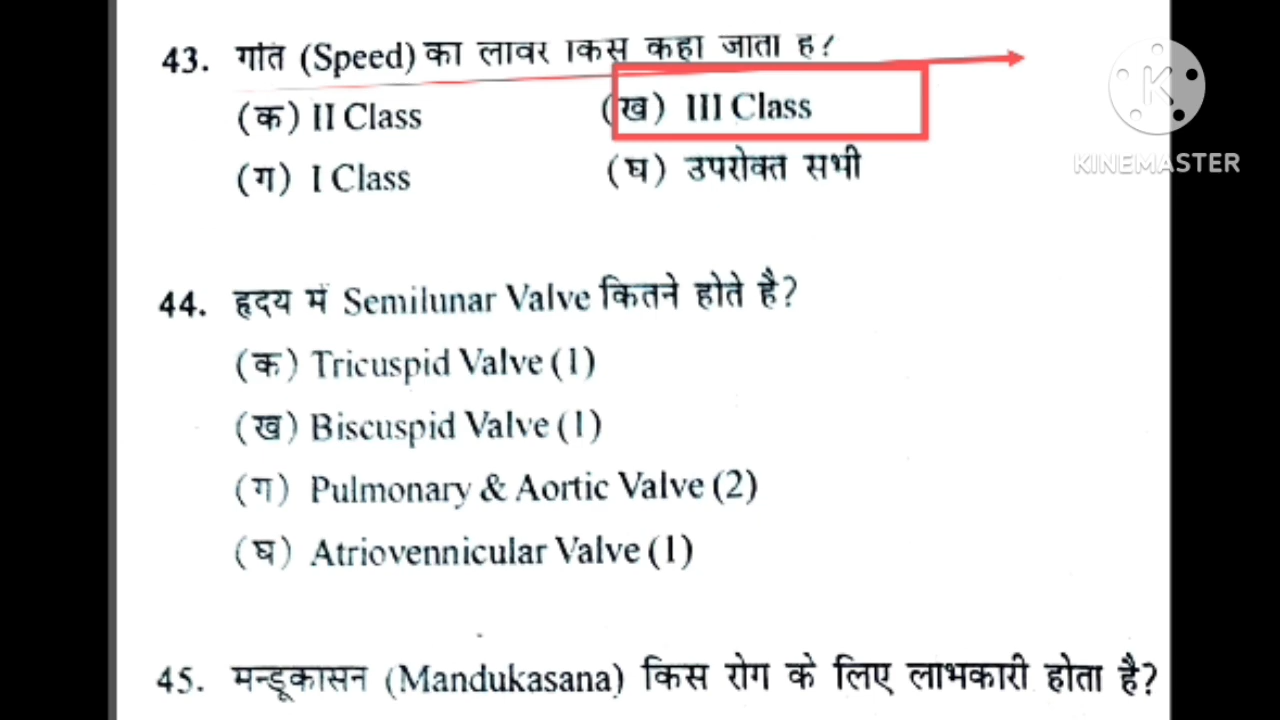 43. गति (Speed) का लीवर किसे कहा जाता है?
(क) II Class (ख) III Class
(ग) I Class (घ) उपरोक्त सभी
KINEMASTER
44. हृदय में Semilunar Valve कितने होते है?
(क) Tricuspid Valve (1)
(ख) Biscuspid Valve (1)
(ग) Pulmonary & Aortic Valve (2)
(घ) Atriovennicular Valve (1)
45. मन्डूकासन (Mandukasana) किस रोग के लिए लाभकारी होता है?